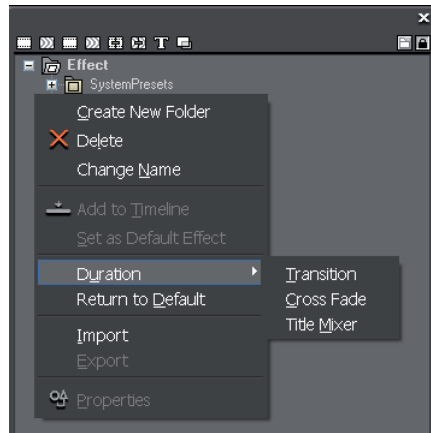 T
Effect
SystemPresets
Create New Folder
Delete
Change Name
Add to Timeline
Set as Default Effect
Duration
Transition
Return to Default
Cross Fade
Title Mixer
Import
Export
Properties